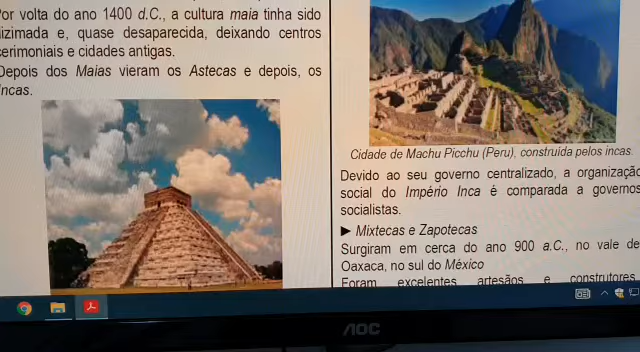 Por volta do ano 1400 d.C., a cultura maia tinha sido
dizimada e, quase desaparecida, deixando centros
cerimoniais e cidades antigas.
Depois dos Maias vieram os Astecas e depois, os
Incas.
Cidade de Machu Picchu (Peru), construída pelos incas.
Devido ao seu governo centralizado, a organização
social do Império Inca é comparada a governos
socialistas.
► Mixtecas e Zapotecas
Surgiram em cerca do ano 900 a.C., no vale de
Oaxaca, no sul do México
Foram excelentes artesãos e construtores
AOC